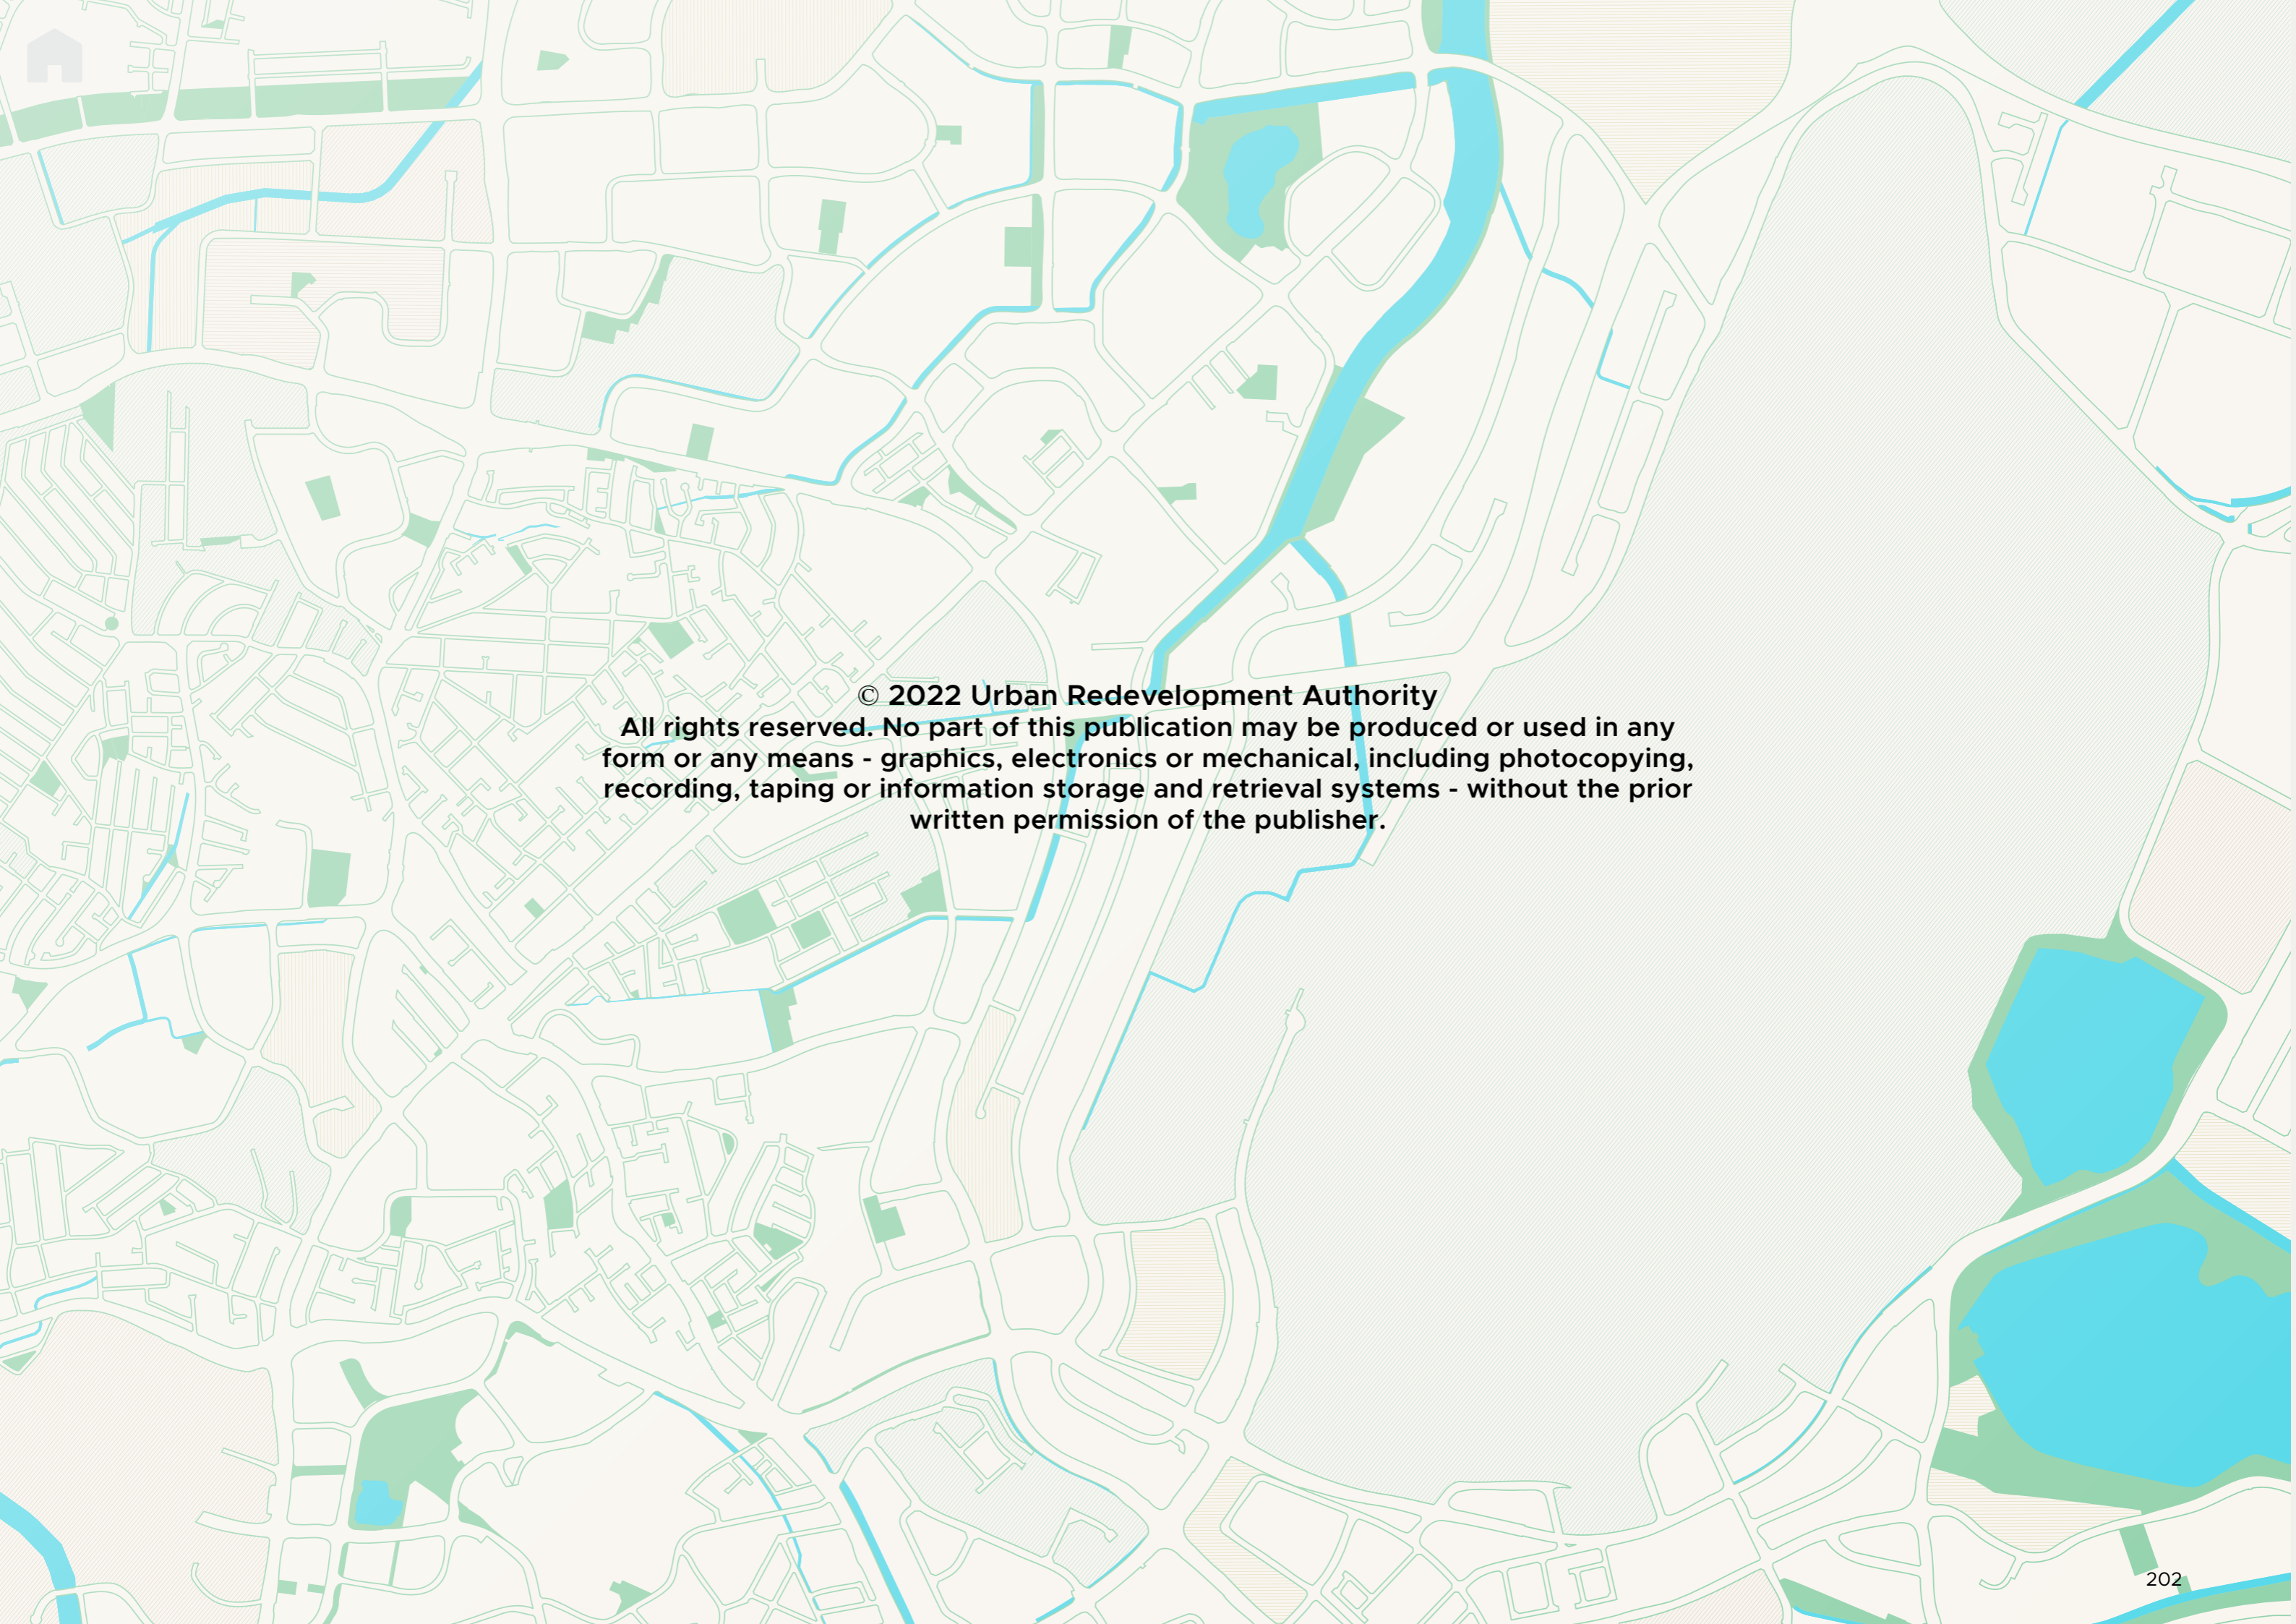 © 2022 Urban Redevelopment Authority
All rights reserved. No part of this publication may be produced or used in any
form or any means - graphics, electronics or mechanical, including photocopying,
recording, taping or information storage and retrieval systems - without the prior
written permission of the publisher.
202